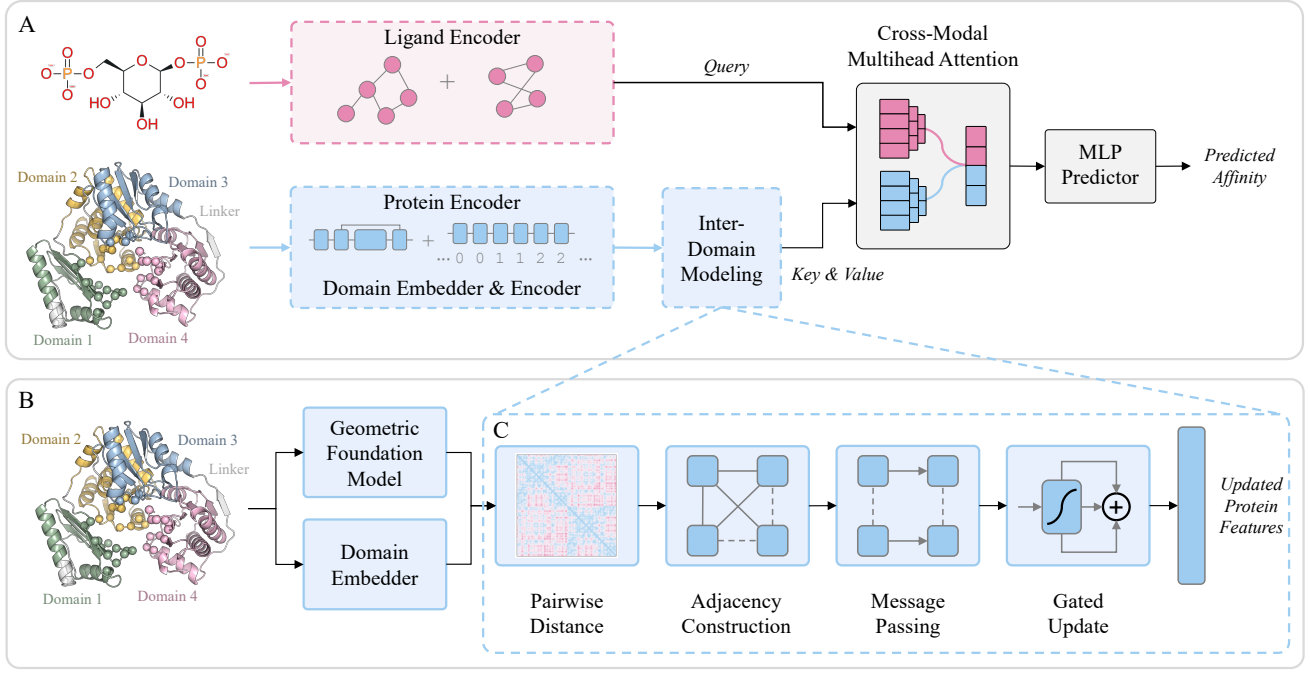 A
Ligand Encoder
+
Query
Cross-Modal
Multihead Attention
O
O⁻
P
O⁻
O
O
O
P
O⁻
O⁻
O
HO
OH
OH
MLP
Predictor
Predicted
Affinity
Domain 2
Domain 3
Linker
Domain 1
Domain 4
Protein Encoder
+
... 0 0 1 1 2 2 ...
Domain Embedder & Encoder
Inter-
Domain
Modeling
Key & Value
B
Domain 2
Domain 3
Linker
Domain 1
Domain 4
Geometric
Foundation
Model
Domain
Embedder
C
Pairwise
Distance
Adjacency
Construction
Message
Passing
+
Gated
Update
Updated
Protein
Features